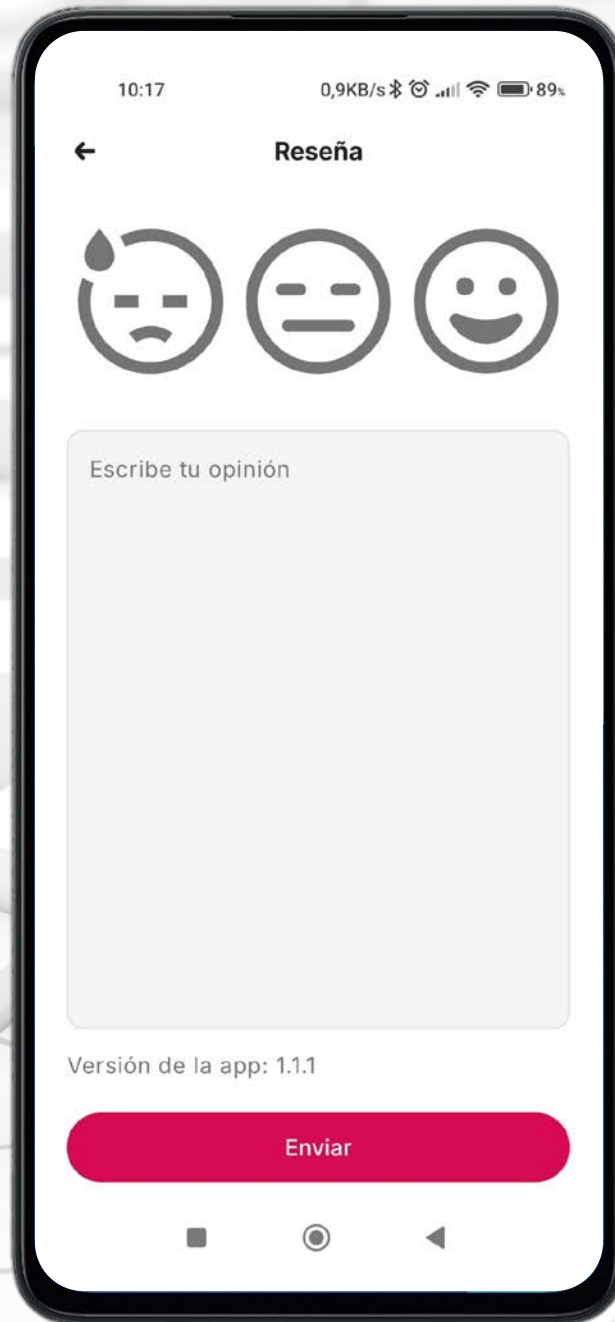 10:17 0,9KB/s 89%
Reseña
Escribe tu opinión
Versión de la app: 1.1.1
Enviar